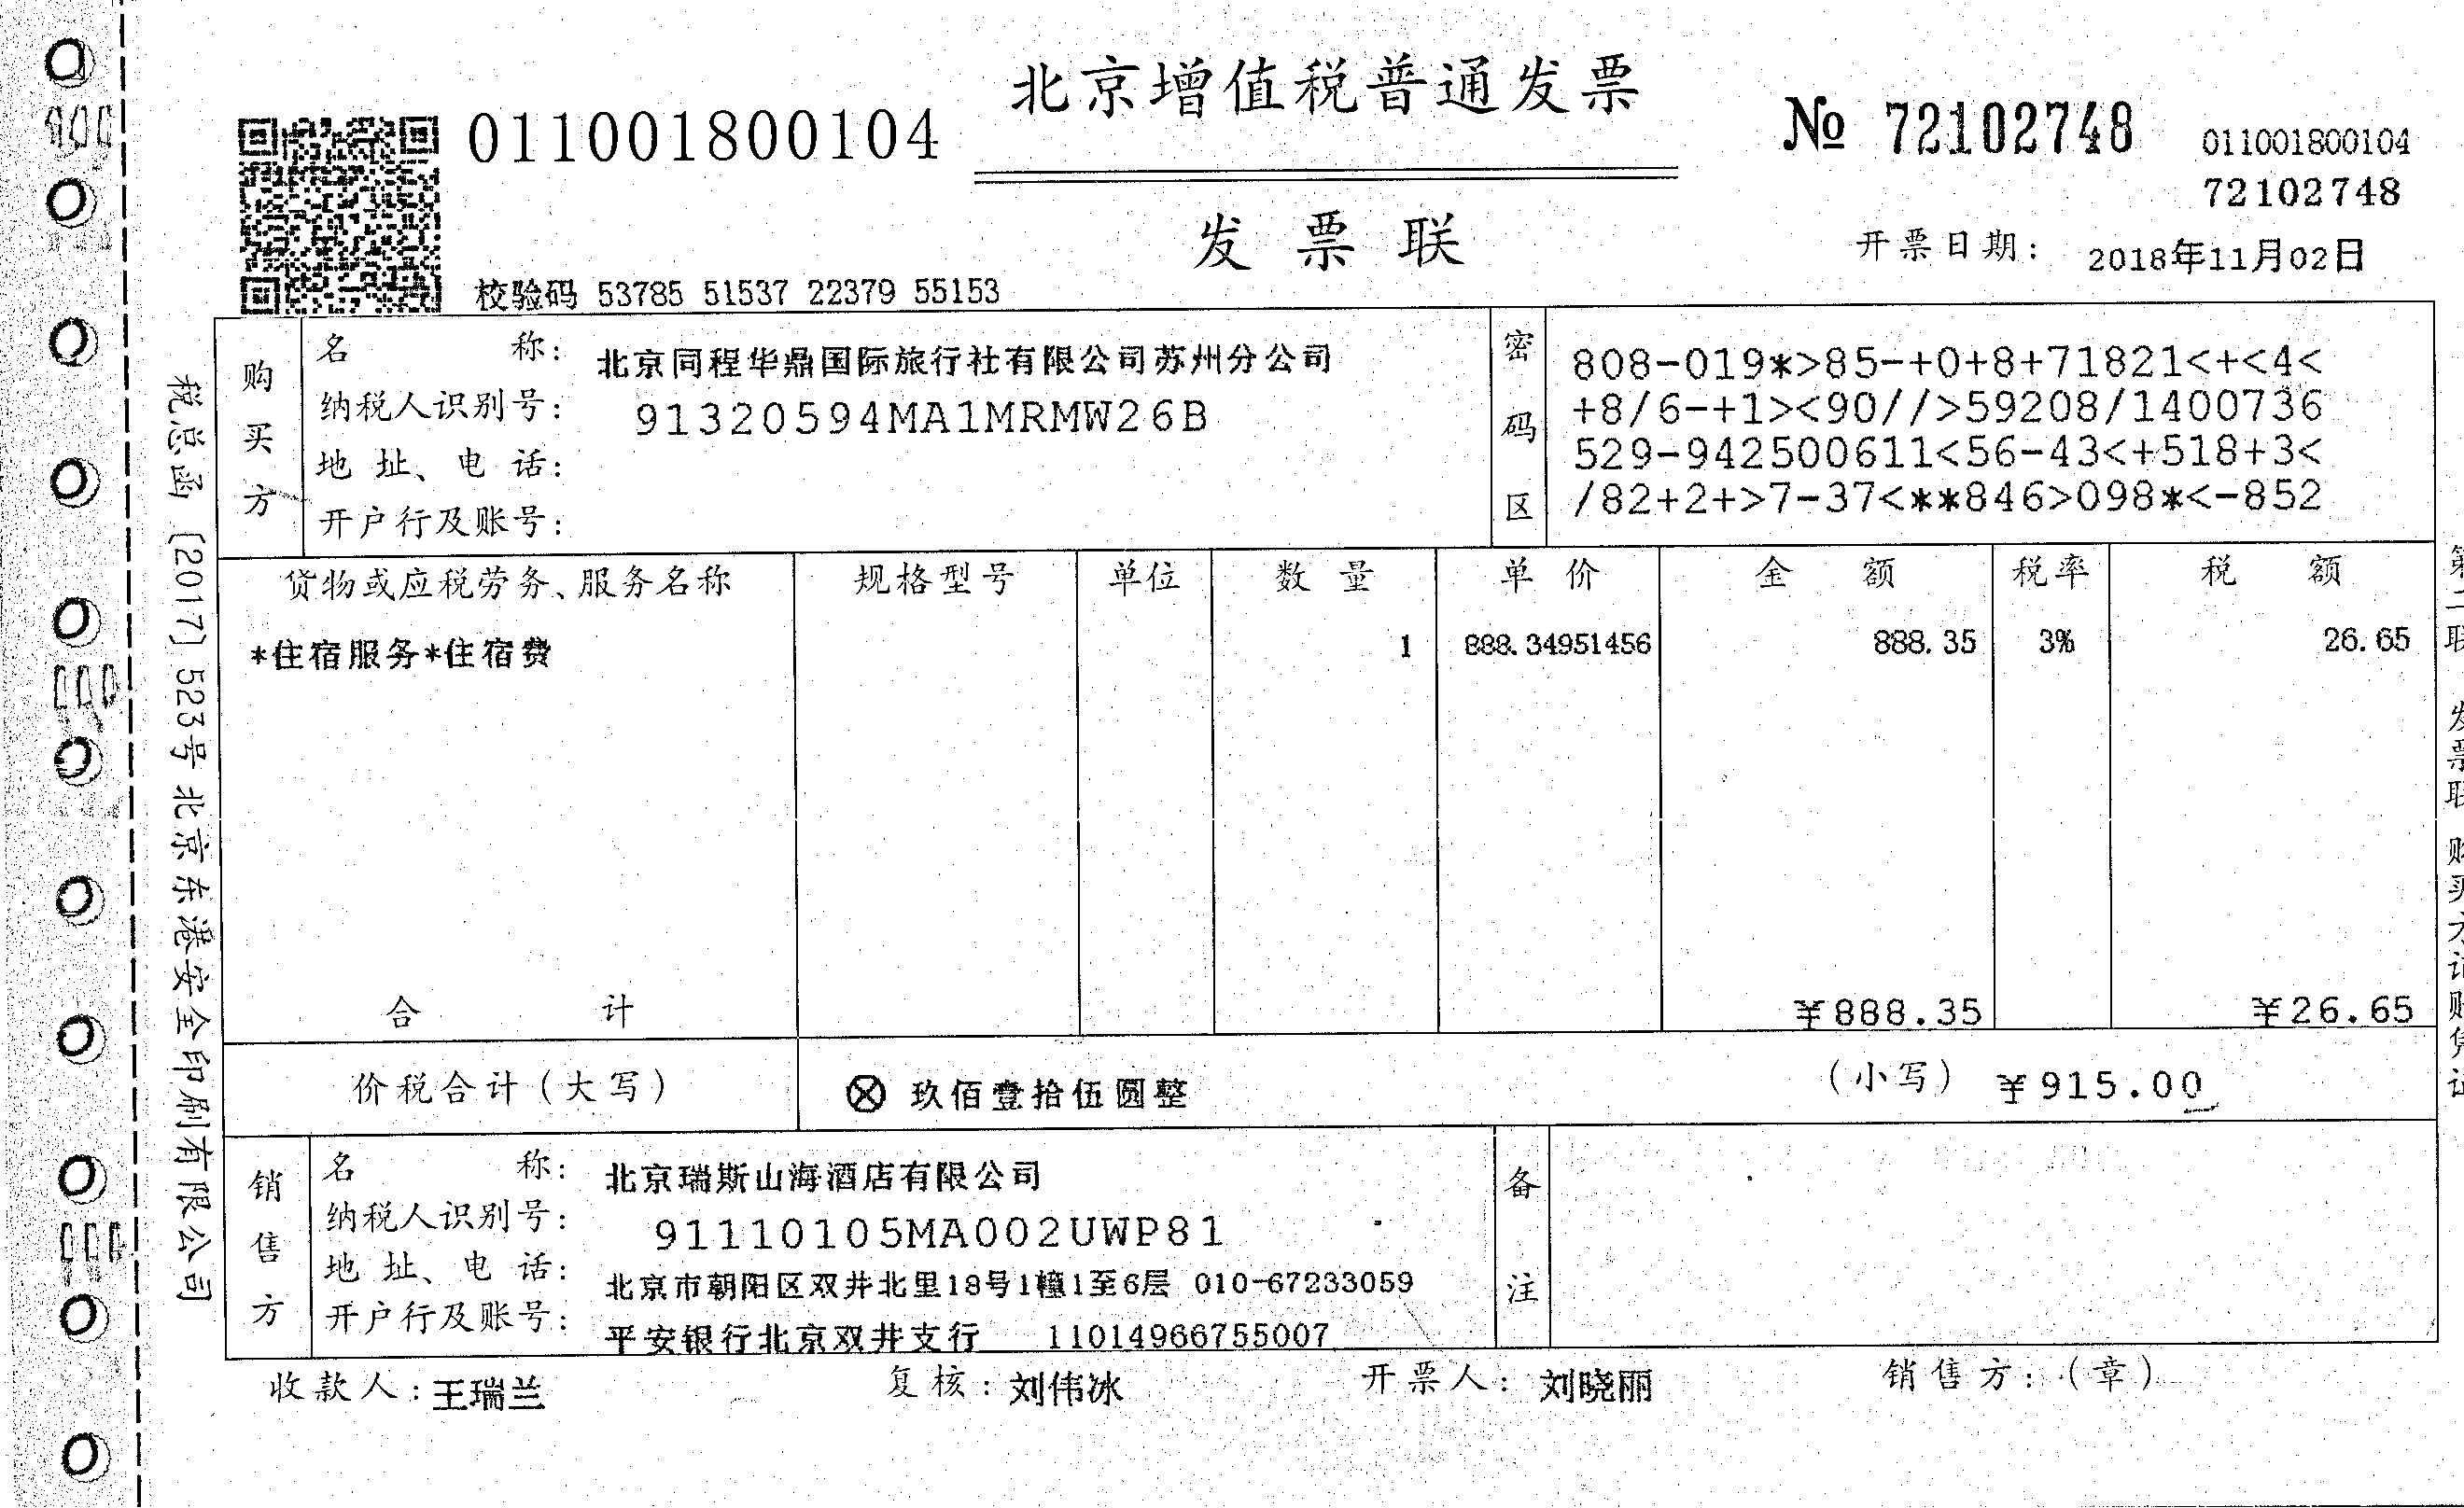 北京增值税普通发票
011001800104
№ 72102748
011001800104
72102748
发票联
开票日期: 2018年11月02日
校验码 53785 51537 22379 55153
购买方
名称: 北京同程华鼎国际旅行社有限公司苏州分公司
纳税人识别号: 91320594MA1MRMW26B
地址、电话:
开户行及账号:
密码区
808-019*>85-+0+8+71821<+<4<
+8/6-+1><90//>59208/1400736
529-942500611<56-43<+518+3<
/82+2+>7-37<**846>098*<-852
货物或应税劳务、服务名称 规格型号 单位 数量 单价 金额 税率 税额
*住宿服务*住宿费 1 888.34951456 888.35 3% 26.65
合计 ¥888.35 ¥26.65
价税合计(大写) ⊗玖佰壹拾伍圆整 (小写) ¥915.00
销售方
名称: 北京瑞斯山海酒店有限公司
纳税人识别号: 91110105MA002UWP81
地址、电话: 北京市朝阳区双井北里18号1幢1至6层 010-67233059
开户行及账号: 平安银行北京双井支行 11014966755007
备注
收款人:王瑞兰 复核:刘伟冰 开票人:刘晓丽 销售方:(章)
税总函〔2017〕523号北京东港安全印刷有限公司
第二联 发票联 购买方记账凭证